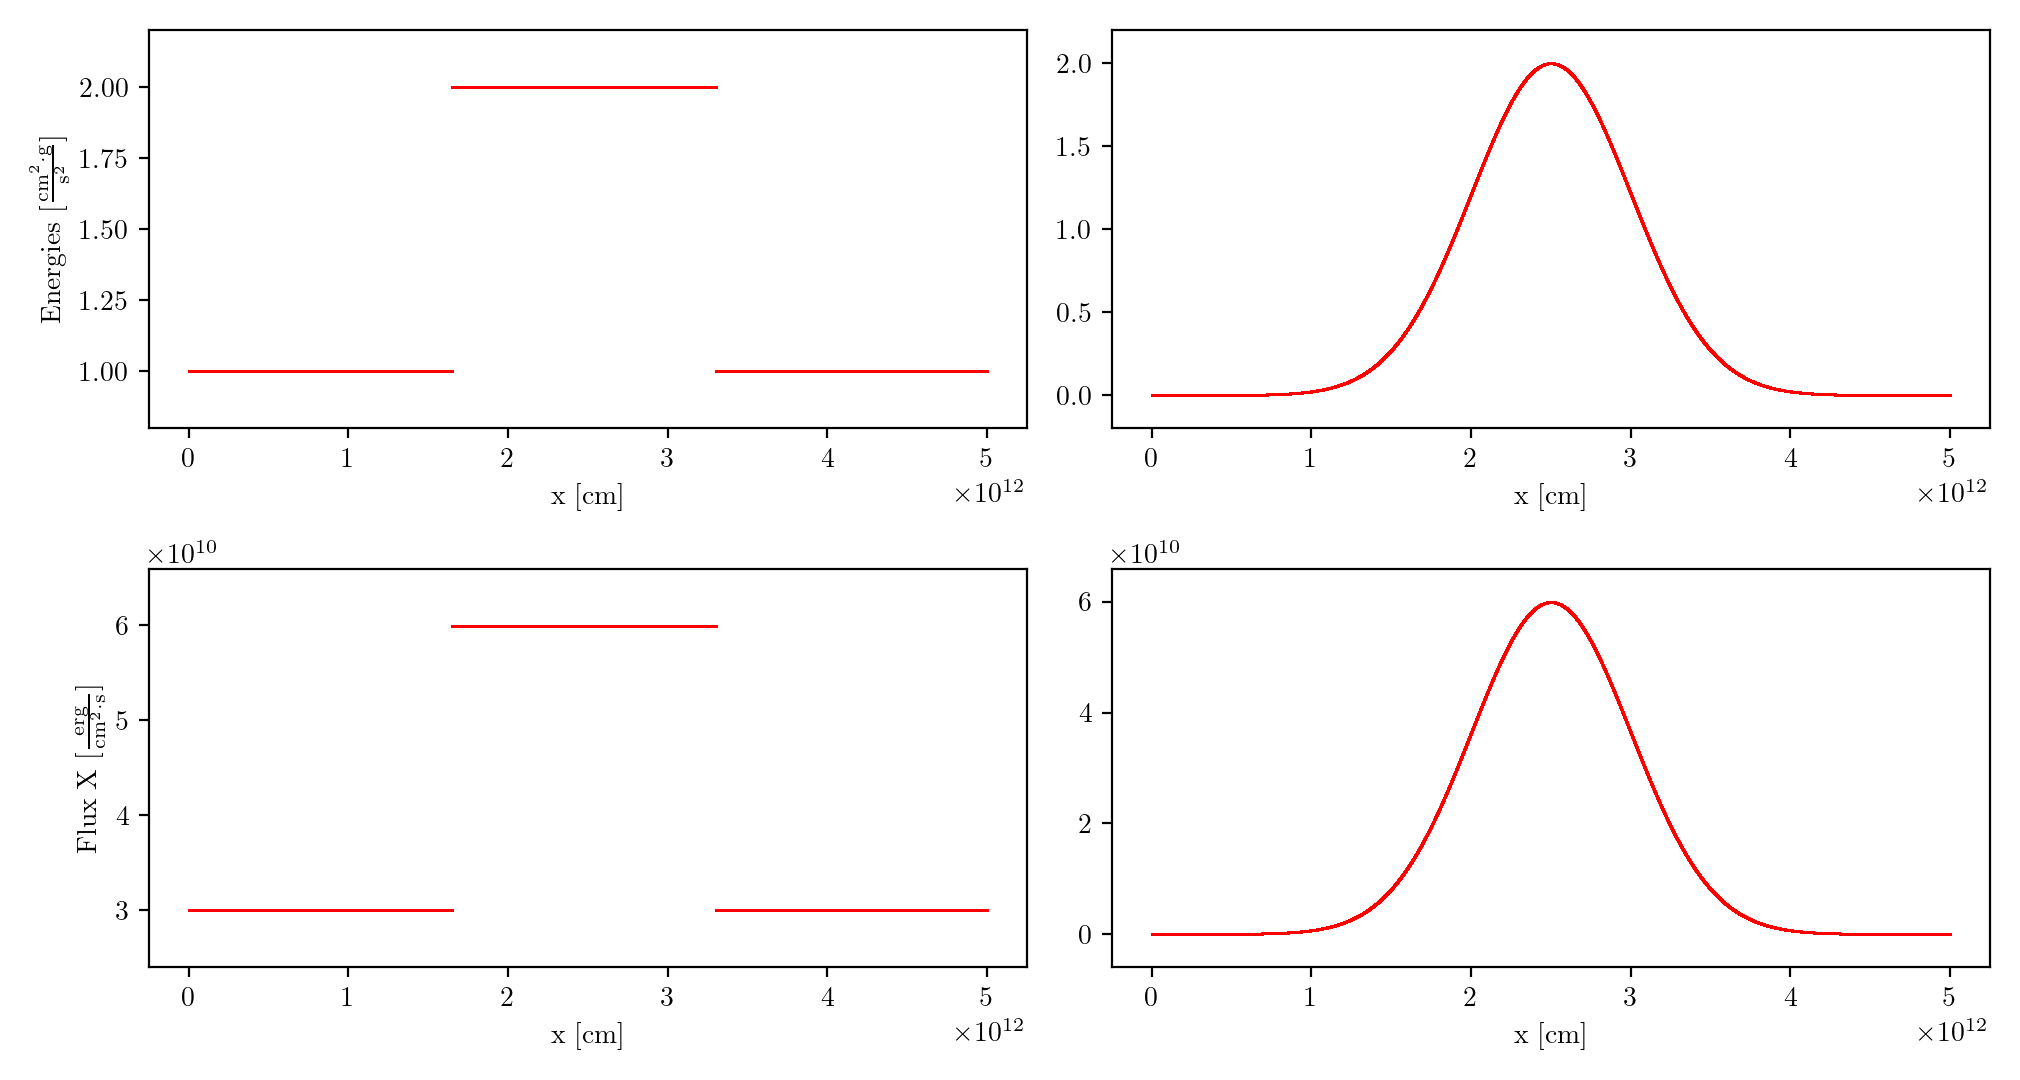 2.00
1.75
1.50
1.25
1.00
Energies [cm²·g/s²]
0 1 2 3 4 5
x [cm]
×10¹²
2.0
1.5
1.0
0.5
0.0
0 1 2 3 4 5
x [cm]
×10¹²
×10¹⁰
6
5
4
3
Flux X [erg/cm²·s]
0 1 2 3 4 5
x [cm]
×10¹²
×10¹⁰
6
4
2
0
0 1 2 3 4 5
x [cm]
×10¹²